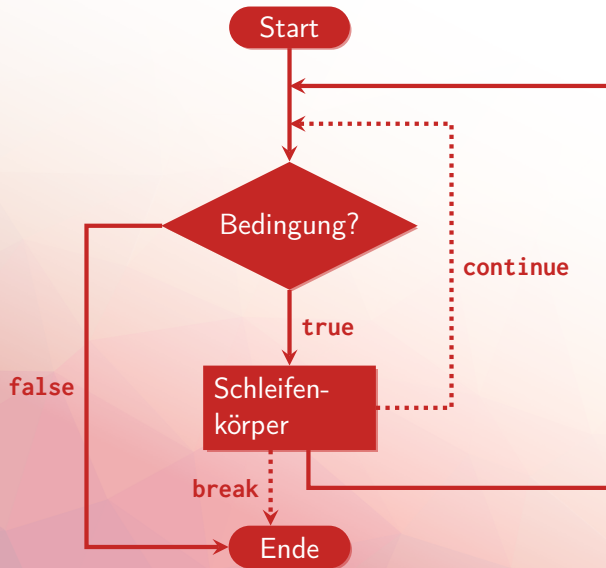 Start
Bedingung?
continue
true
false
Schleifen-
körper
break
Ende